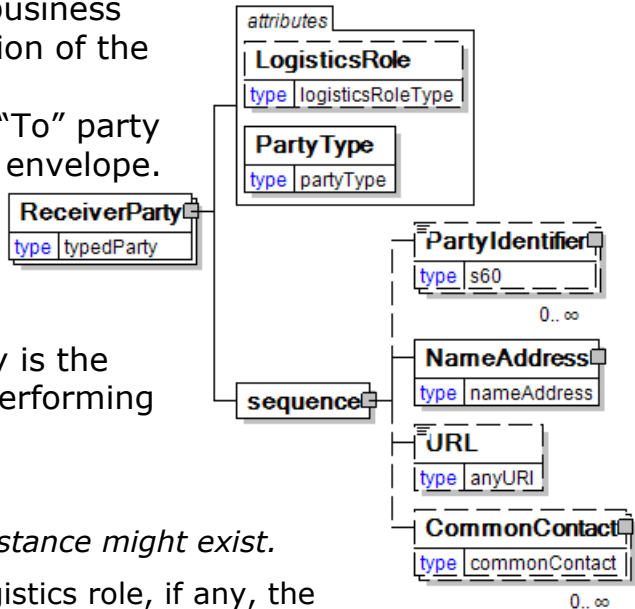 business
tion of the
“To” party
envelope.
y is the
erforming
stance might exist.
gistics role, if any, the
attributes
LogisticsRole
type logisticsRoleType
PartyType
type partyType
ReceiverParty
type typedParty
sequence
PartyIdentifier
type s60
0.. ∞
NameAddress
type nameAddress
URL
type anyURI
CommonContact
type commonContact
0.. ∞